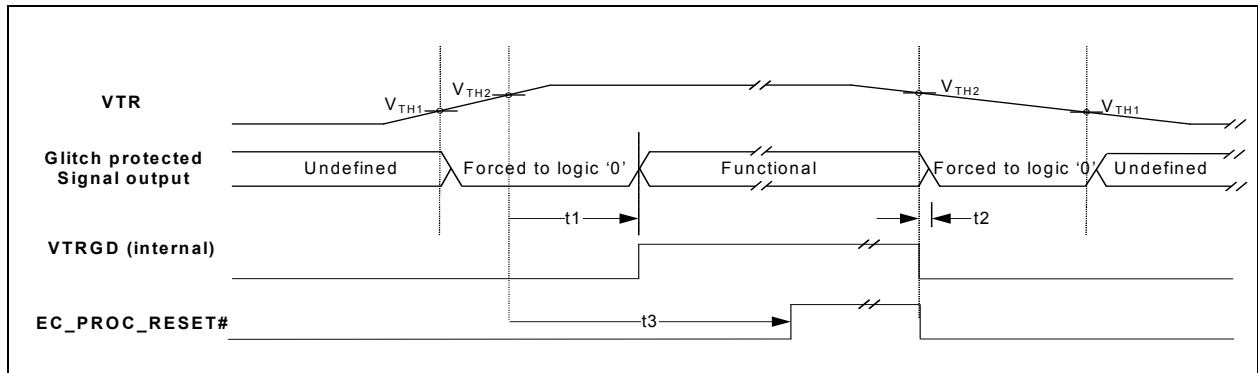 VTR
VTH1
VTH2
VTH2
VTH1
Glitch protected
Signal output
Undefined
Forced to logic ‘0’
Functional
Forced to logic ‘0’
Undefined
t1
t2
VTRGD (internal)
EC_PROC_RESET#
t3